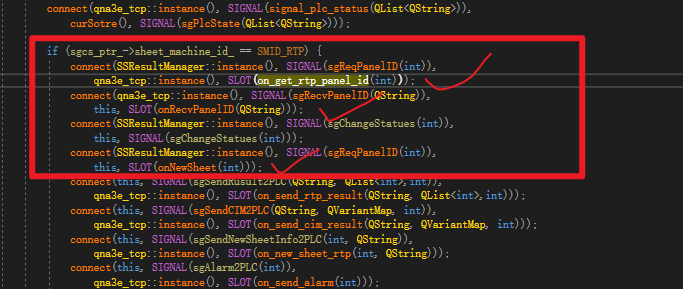 connect(qna3e_tcp::instance(), SIGNAL(signal_plc_status(QList<QString>)),
curSotre(), SIGNAL(sgPlcState(QList<QString>)));
if (sgcs_ptr_->sheet_machine_id_ == SMID_RTP) {
connect(SSResultManager::instance(), SIGNAL(sgReqPanelID(int)),
qna3e_tcp::instance(), SLOT(on_get_rtp_panel_id(int)));
connect(qna3e_tcp::instance(), SIGNAL(sgRecvPanelID(QString)),
this, SLOT(onRecvPanelID(QString)));
connect(SSResultManager::instance(), SIGNAL(sgChangeStatues(int)),
this, SIGNAL(sgChangeStatues(int)));
connect(SSResultManager::instance(), SIGNAL(sgReqPanelID(int)),
this, SLOT(onNewSheet(int)));
connect(this, SIGNAL(sgSendRusult2PLC(QString, QList<int>,int)),
qna3e_tcp::instance(), SLOT(on_send_rtp_result(QString, QList<int>,int)));
connect(this, SIGNAL(sgSendCIM2PLC(QString, QVariantMap, int)),
qna3e_tcp::instance(), SLOT(on_send_cim_result(QString, QVariantMap, int)));
connect(this, SIGNAL(sgSendNewSheetInfo2PLC(int, QString)),
qna3e_tcp::instance(), SLOT(on_new_sheet_rtp(int, QString)));
connect(this, SIGNAL(sgAlarm2PLC(int)),
qna3e_tcp::instance(), SLOT(on_send_alarm(int)));